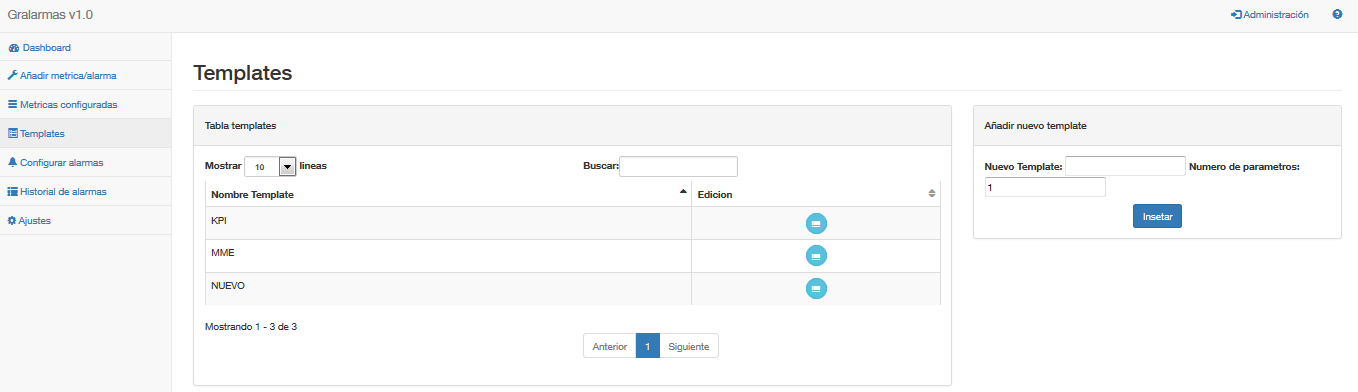 Gralarmas v1.0
Administración
Dashboard
Añadir metrica/alarma
Metricas configuradas
Templates
Configurar alarmas
Historial de alarmas
Ajustes
Templates
Tabla templates
Mostrar 10 lineas
Buscar:
Nombre Template Edicion
KPI
MME
NUEVO
Mostrando 1 - 3 de 3
Anterior 1 Siguiente
Añadir nuevo template
Nuevo Template: Numero de parametros:
1
Insetar